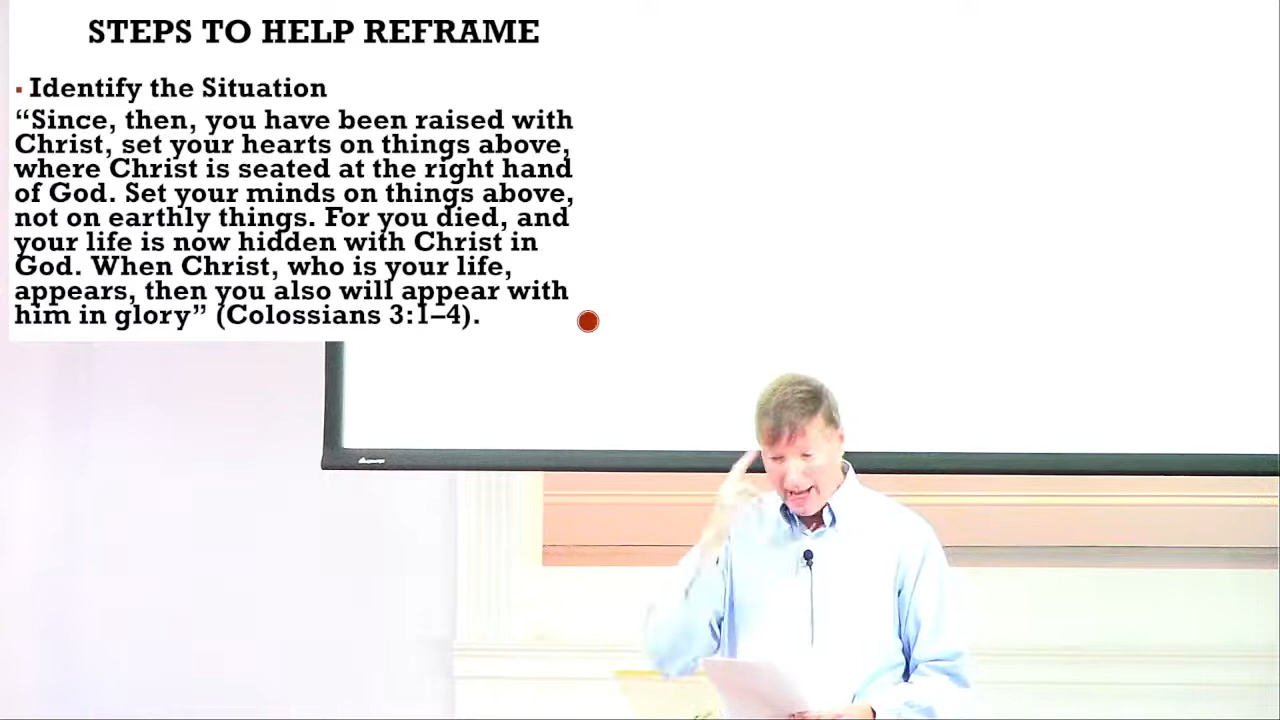 STEPS TO HELP REFRAME
▪ Identify the Situation
“Since, then, you have been raised with
Christ, set your hearts on things above,
where Christ is seated at the right hand
of God. Set your minds on things above,
not on earthly things. For you died, and
your life is now hidden with Christ in
God. When Christ, who is your life,
appears, then you also will appear with
him in glory” (Colossians 3:1–4).